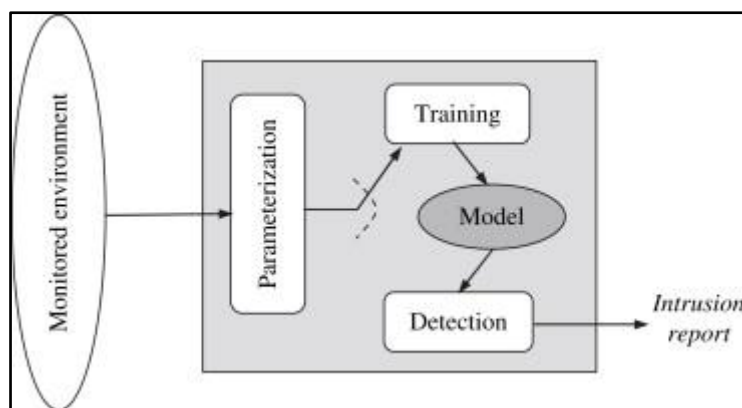 Monitored environment
Parameterization
Training
Model
Detection
Intrusion
report